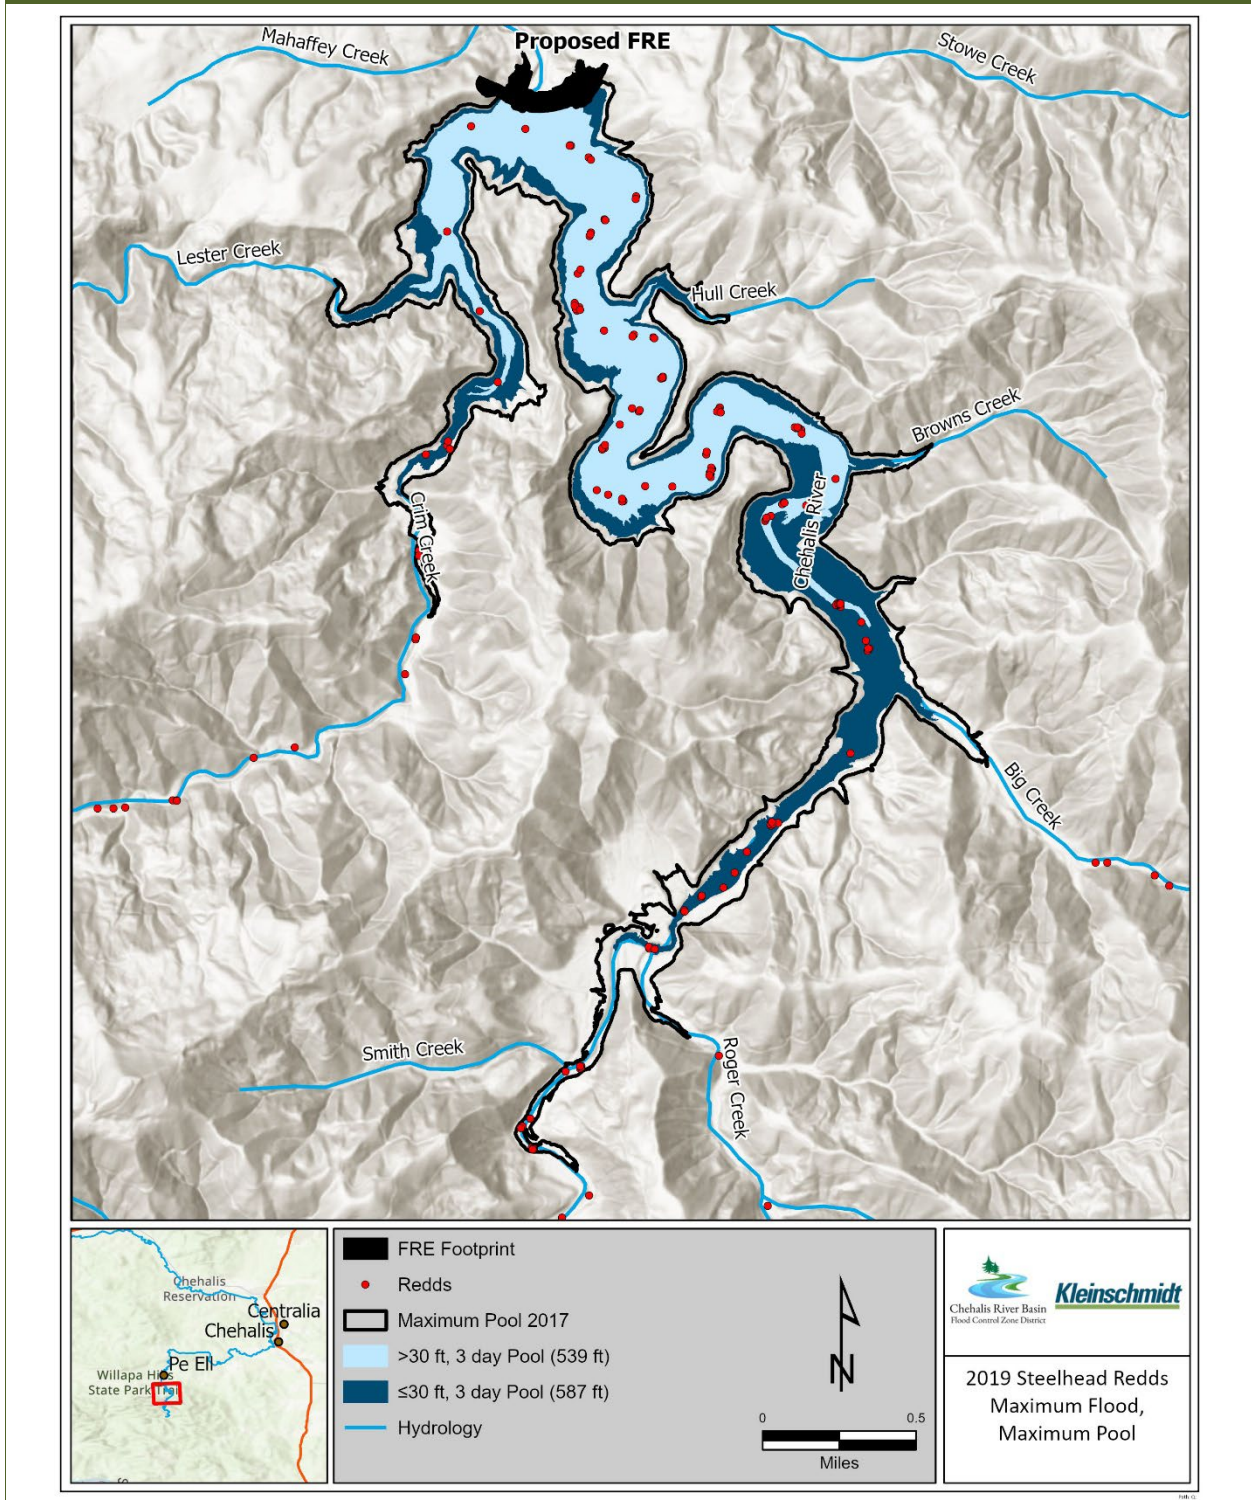 Proposed FRE
Mahaffey Creek
Stowe Creek
Lester Creek
Hull Creek
Browns Creek
Chehalis River
Crim Creek
Big Creek
Smith Creek
Roger Creek
Chehalis
Reservation
Centralia
Chehalis
Pe Ell
Willapa Hills
State Park Trail
FRE Footprint
Redds
Maximum Pool 2017
>30 ft, 3 day Pool (539 ft)
≤30 ft, 3 day Pool (587 ft)
Hydrology
N
0 0.5
Miles
Chehalis River Basin
Flood Control Zone District
Kleinschmidt
2019 Steelhead Redds
Maximum Flood,
Maximum Pool